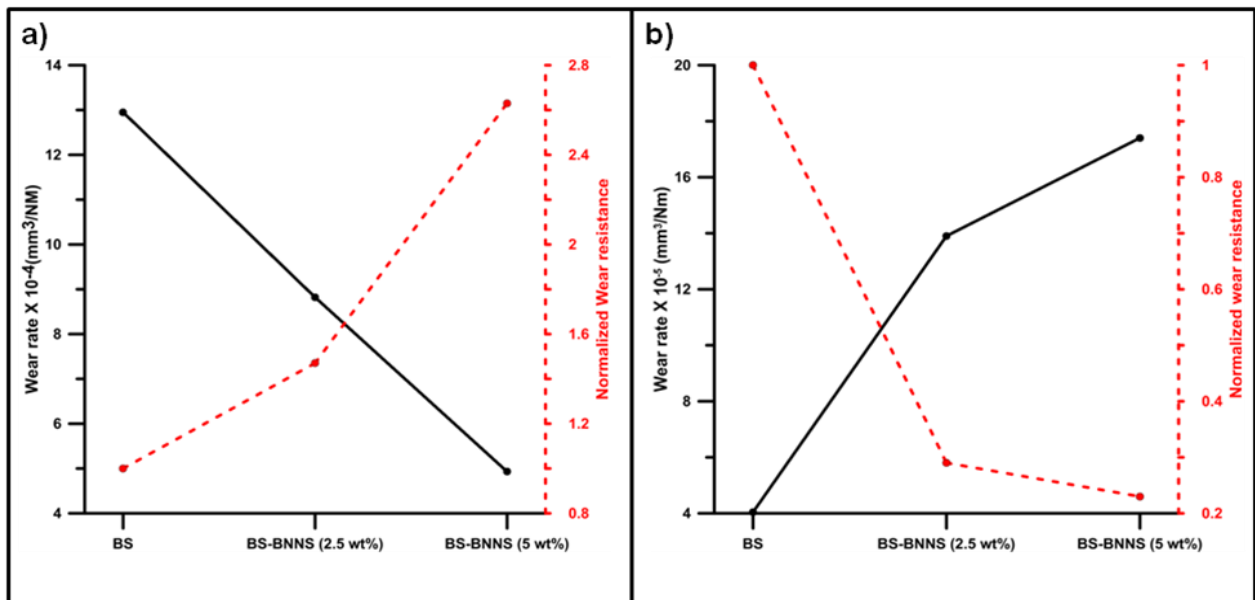 a)
Wear rate X 10-4(mm3/NM)
14
12
10
8
6
4
BS
BS-BNNS (2.5 wt%)
BS-BNNS (5 wt%)
2.8
2.4
2
1.6
1.2
0.8
Normalized Wear resistance
b)
Wear rate X 10⁻⁵ (mm³/Nm)
20
16
12
8
4
BS
BS-BNNS (2.5 wt%)
BS-BNNS (5 wt%)
1
0.8
0.6
0.4
0.2
Normalized Wear resistance